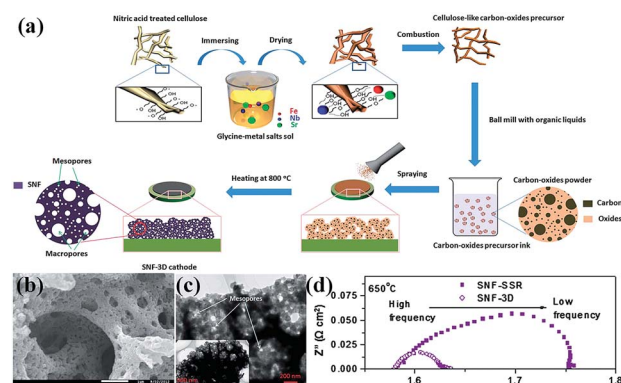 (a)
Nitric acid treated cellulose
Immersing
Drying
Combustion
Cellulose-like carbon-oxides precursor
OH
OH
Fe
Nb
Sr
Glycine-metal salts sol
Ball mill with organic liquids
Mesopores
SNF
Heating at 800 °C
Spraying
Carbon-oxides powder
Carbon
Oxides
Macropores
Carbon-oxides precursor ink
SNF-3D cathode
(b)
(c)
Mesopores
200 nm
(d)
650°C
SNF-SSR
SNF-3D
High frequency
Low frequency
Z" (Ω cm²)
0.075
0.050
0.025
0.000
1.6
1.7
1.8